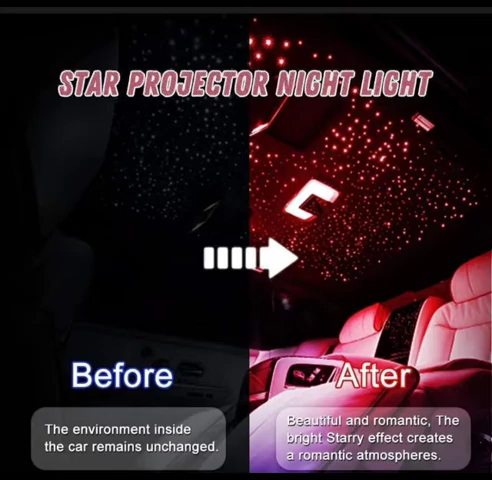 STAR PROJECTOR NIGHT LIGHT
Before
After
The environment inside
the car remains unchanged.
Beautiful and romantic, The
bright Starry effect creates
a romantic atmospheres.